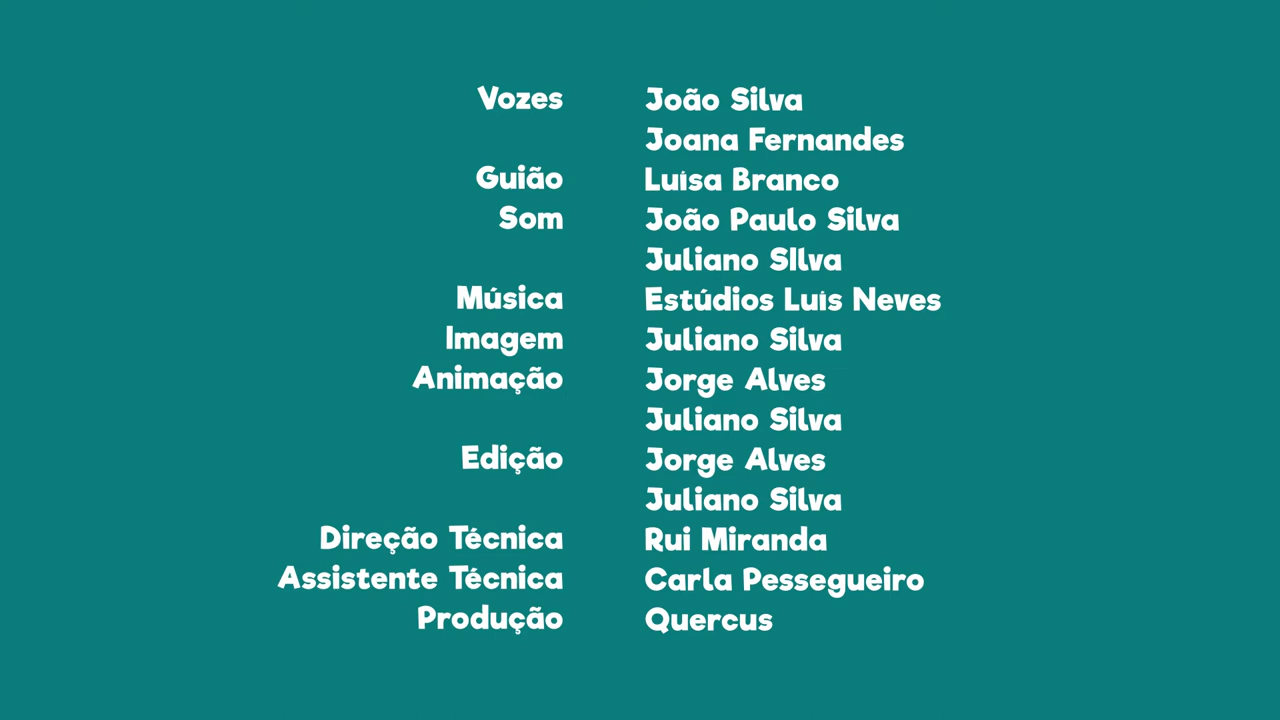 Vozes João Silva
Joana Fernandes
Guião Luísa Branco
Som João Paulo Silva
Juliano SIlva
Música Estúdios Luís Neves
Imagem Juliano Silva
Animação Jorge Alves
Juliano Silva
Edição Jorge Alves
Juliano Silva
Direção Técnica Rui Miranda
Assistente Técnica Carla Pessegueiro
Produção Quercus